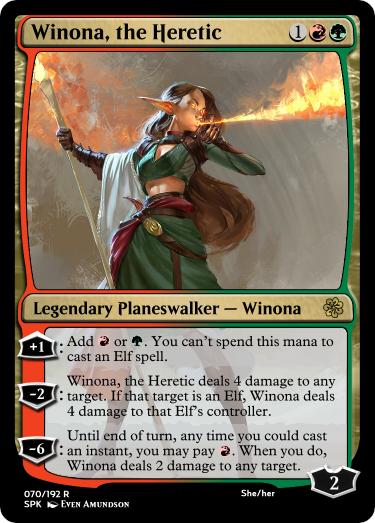 Winona, the Heretic 1
Legendary Planeswalker — Winona
+1 : Add or . You can't spend this mana to
cast an Elf spell.
Winona, the Heretic deals 4 damage to any
-2 : target. If that target is an Elf, Winona deals
4 damage to that Elf's controller.
Until end of turn, any time you could cast
-6 : an instant, you may pay . When you do,
Winona deals 2 damage to any target.
2
070/192 R She/her
SPK EVEN AMUNDSON